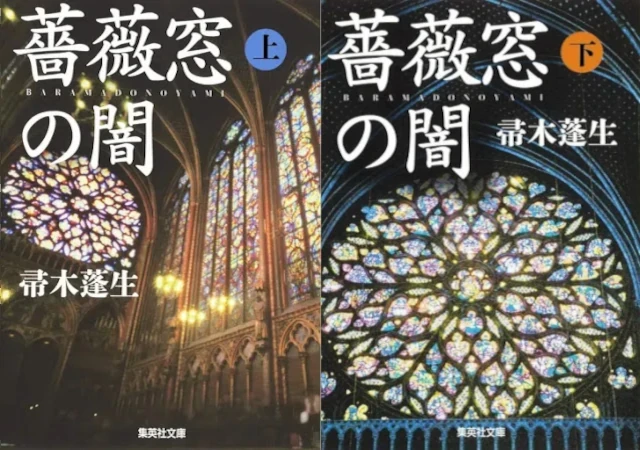 薔薇窓
上
BARAMADONOYAMI
の闇
帚木蓬生
集英社文庫
薔薇窓
下
BARAMADONOYAMI
の闇
帚木蓬生
集英社文庫